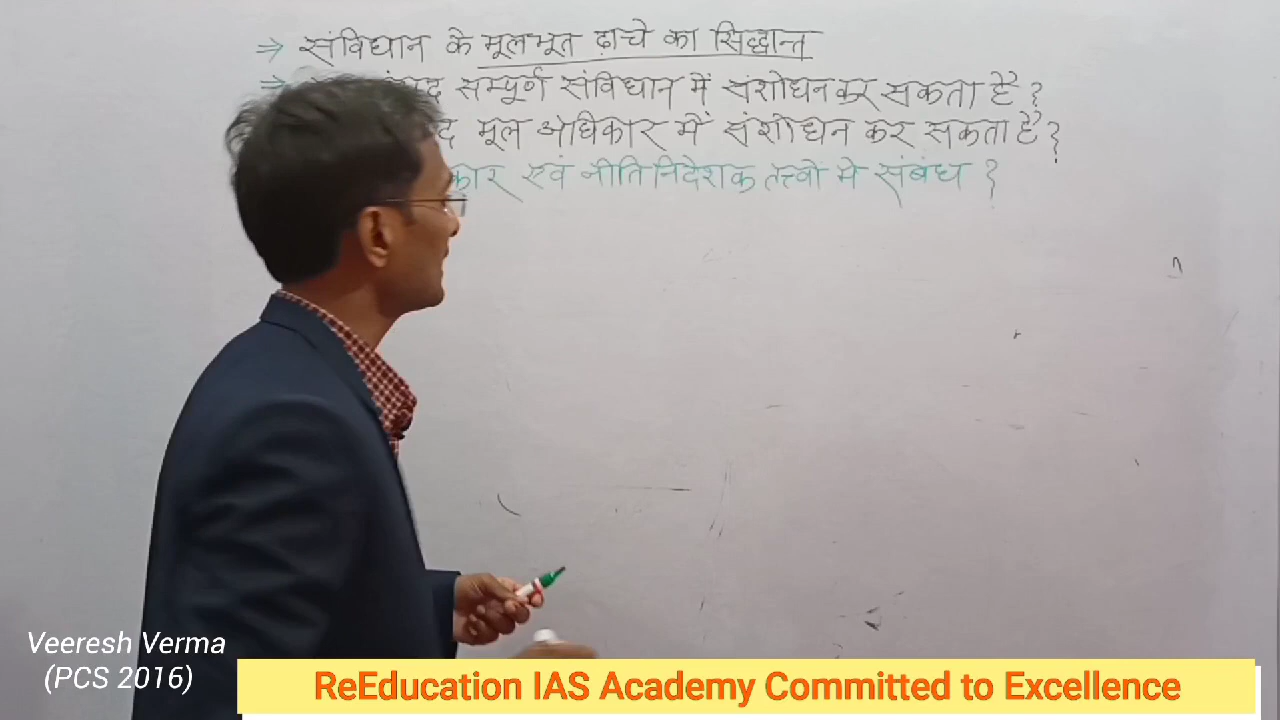 ⇒ संविधान के मूलभूत ढ़ाचे का सिद्धान्त
⇒ सम्पूर्ण संविधान में संशोधन कर सकता है ?
मूल अधिकार में संशोधन कर सकता है ?
एवं नीति निदेशक तत्वो मे संबंध ?
Veeresh Verma
(PCS 2016)
ReEducation IAS Academy Committed to Excellence